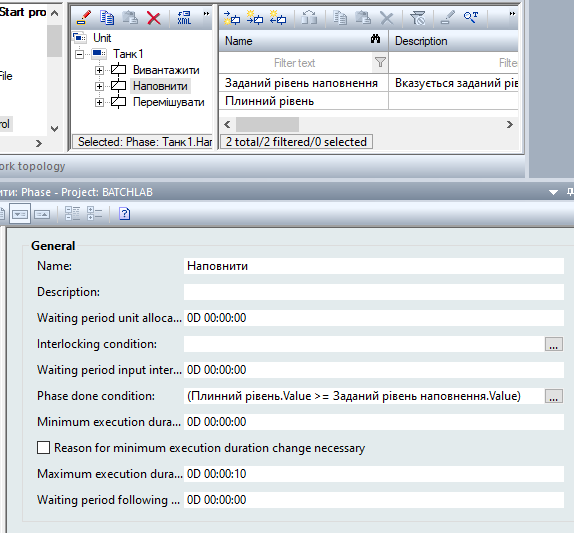 Start pro
File
rol
Unit
Танк1
Вивантажити
Наповнити
Перемішувати
Selected: Phase: Танк1.Наг
XML
Name
Description
Filter text
Filter
Заданий рівень наповнення
Вказується заданий рів
Плинний рівень
2 total/2 filtered/0 selected
ork topology
ити: Phase - Project: BATCHLAB
General
Name:
Наповнити
Description:
Waiting period unit alloca...
0D 00:00:00
Interlocking condition:
...
Waiting period input inter...
0D 00:00:00
Phase done condition:
(Плинний рівень.Value >= Заданий рівень наповнення.Value)
...
Minimum execution dura...
0D 00:00:00
Reason for minimum execution duration change necessary
Maximum execution dura...
0D 00:00:10
Waiting period following ...
0D 00:00:00